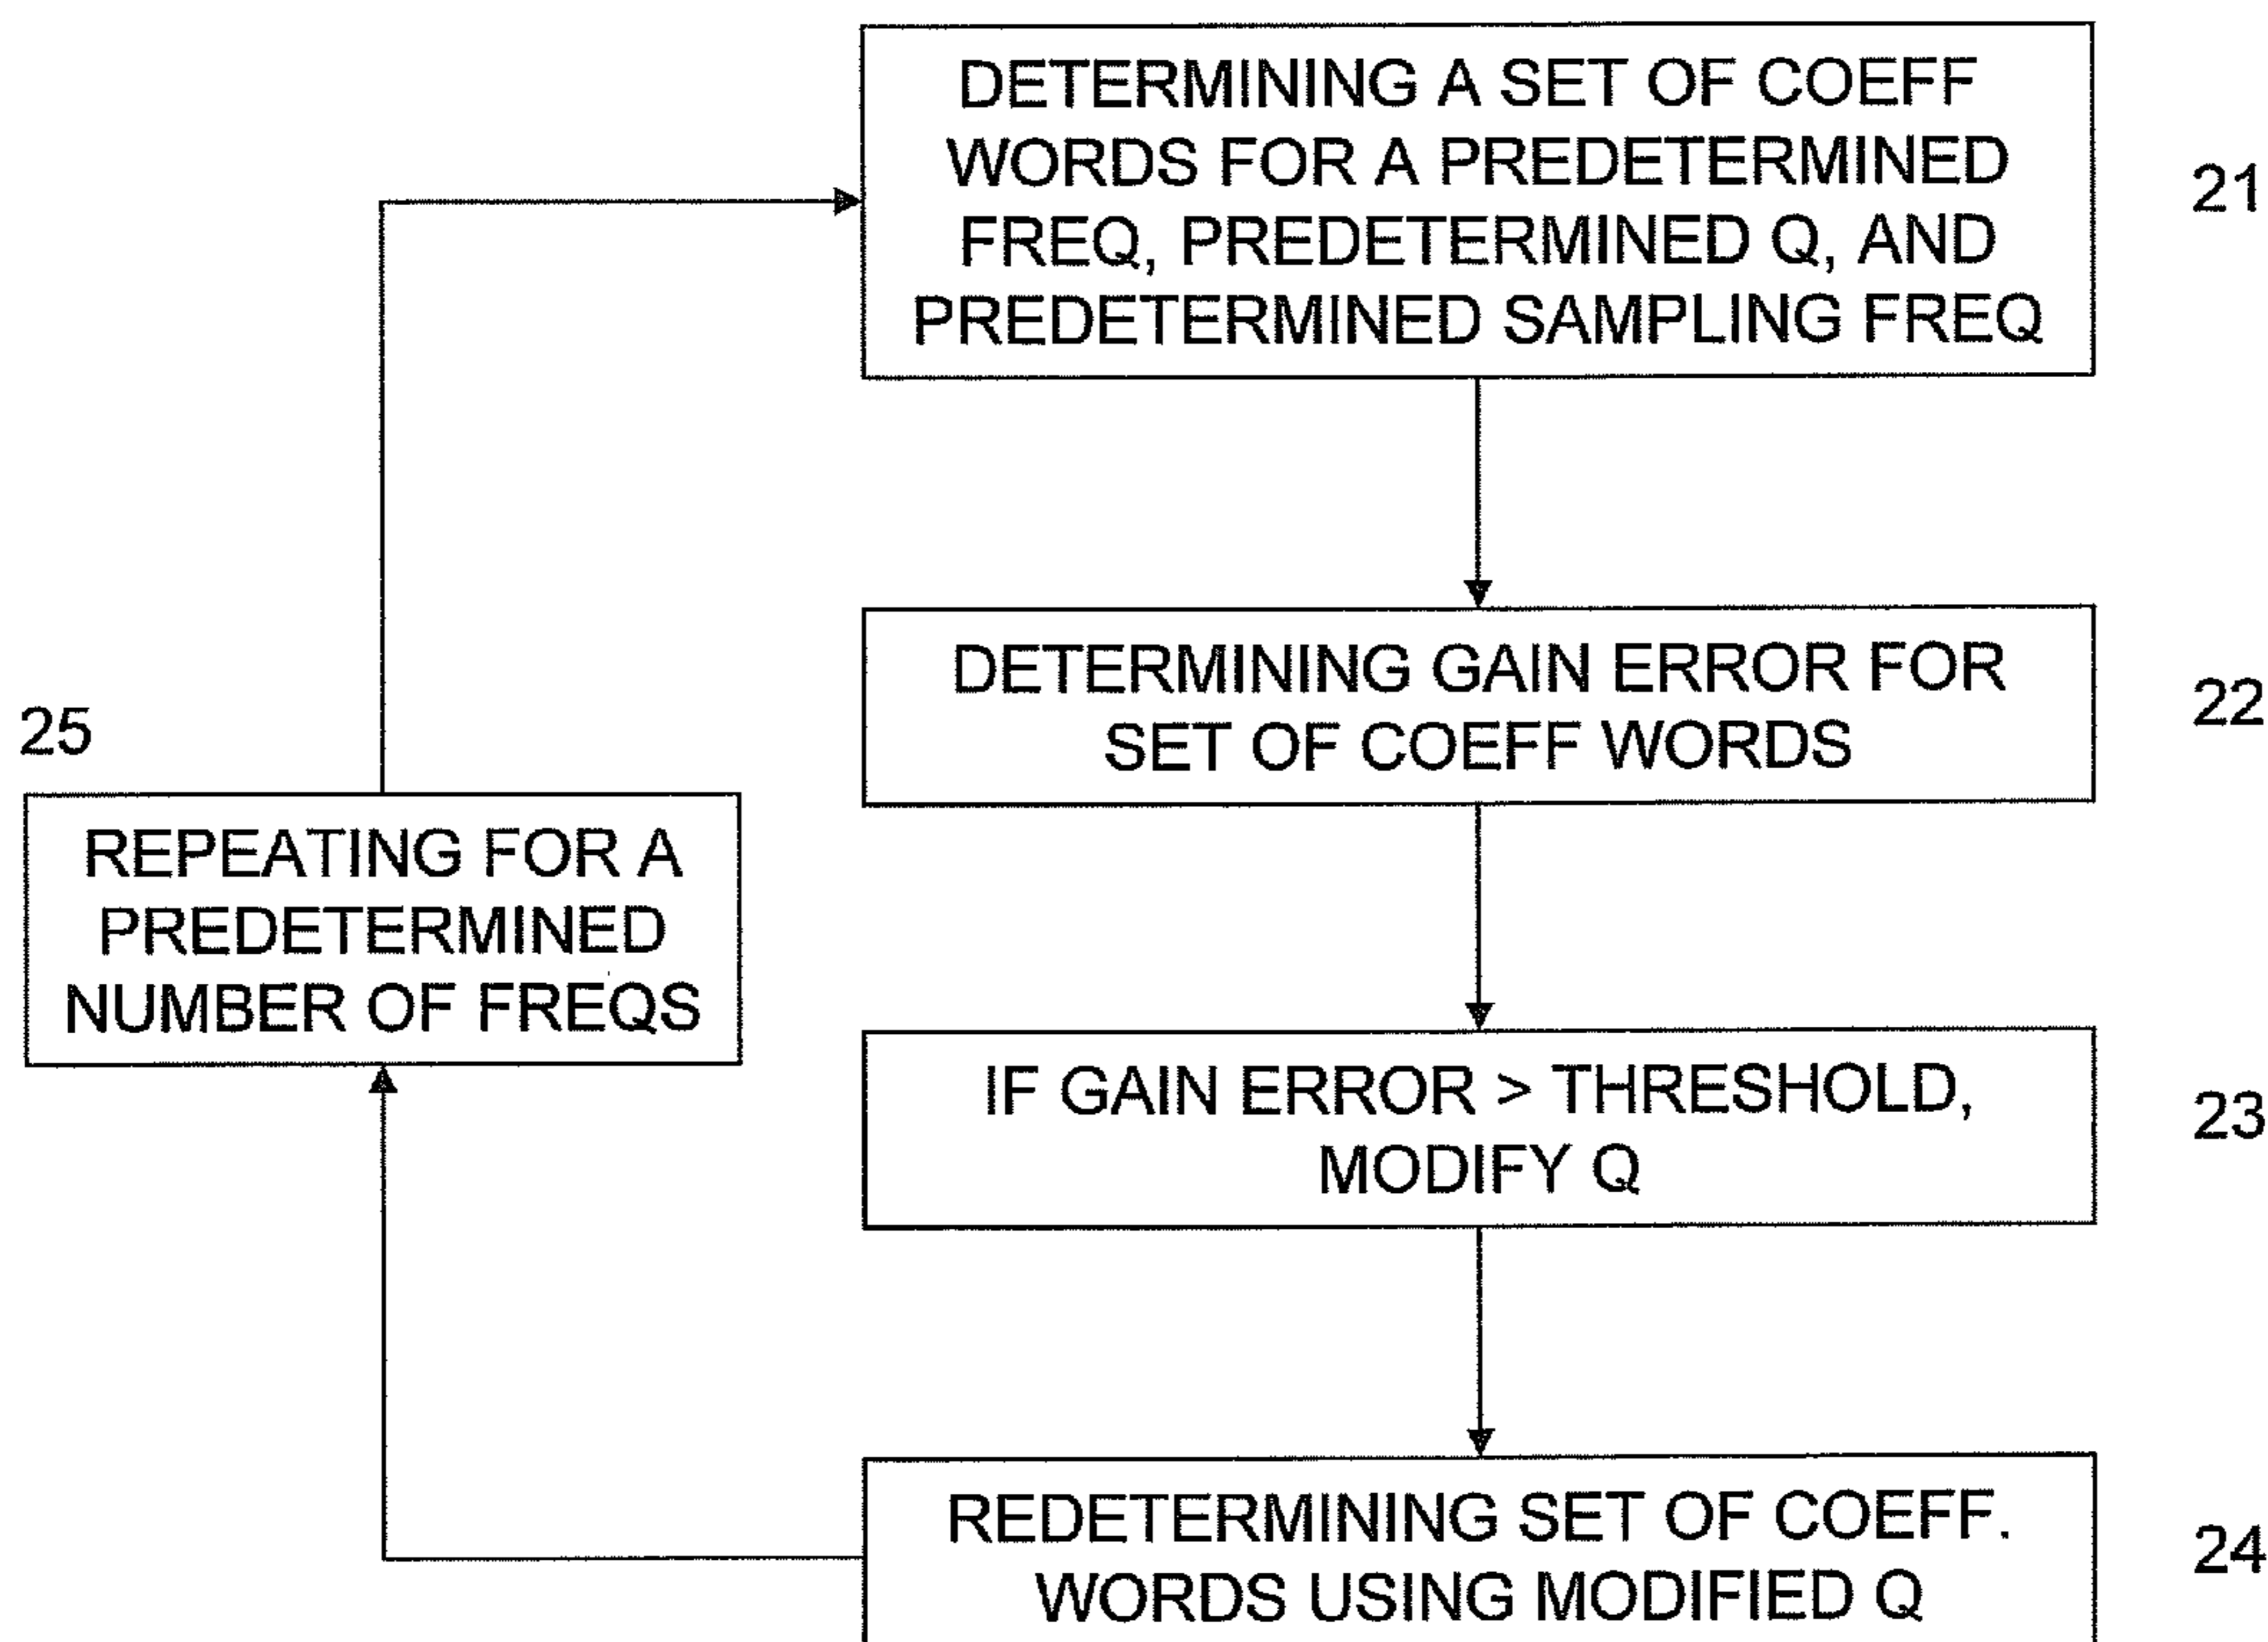 DETERMINING A SET OF COEFF
WORDS FOR A PREDETERMINED
FREQ, PREDETERMINED Q, AND
PREDETERMINED SAMPLING FREQ
21
DETERMINING GAIN ERROR FOR
SET OF COEFF WORDS
22
IF GAIN ERROR > THRESHOLD,
MODIFY Q
23
REDETERMINING SET OF COEFF.
WORDS USING MODIFIED Q
24
25
REPEATING FOR A
PREDETERMINED
NUMBER OF FREQS